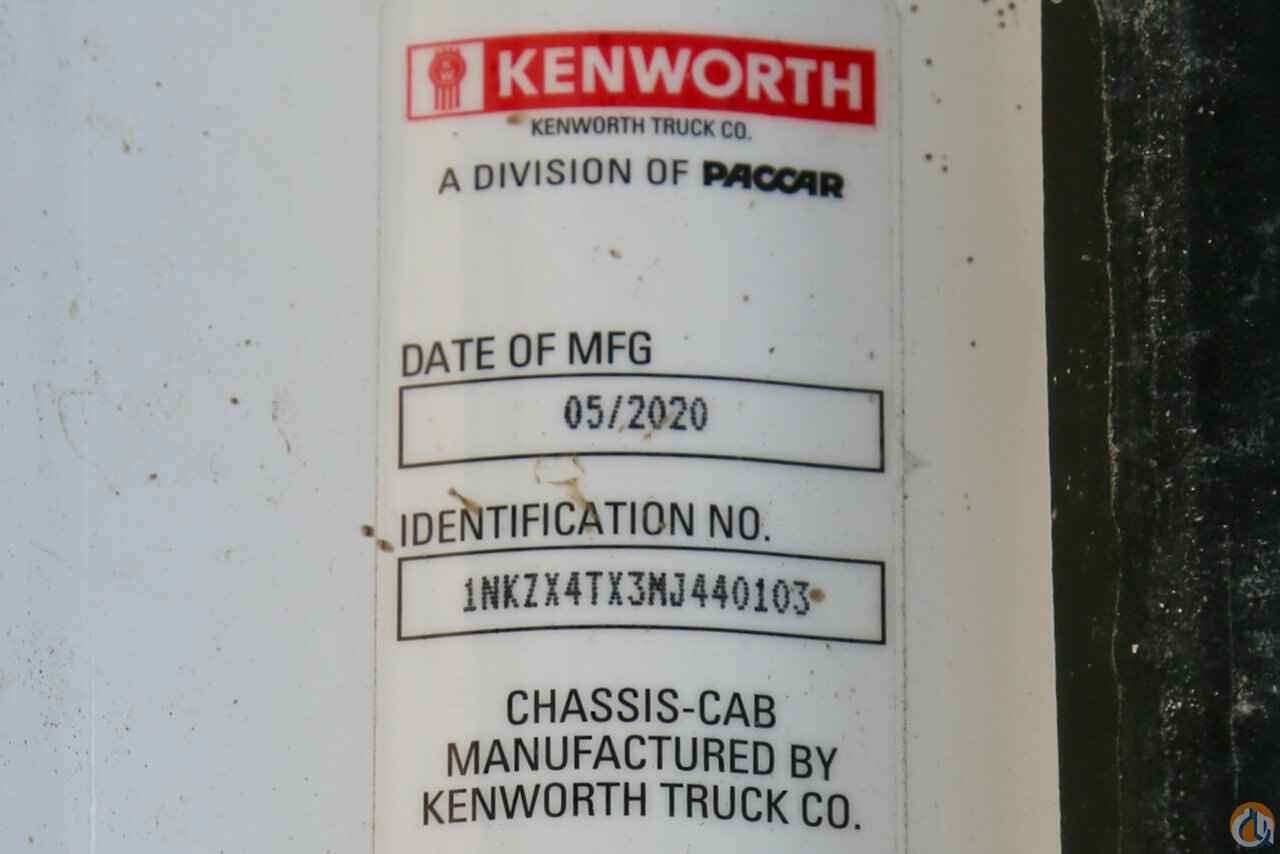 KENWORTH
KENWORTH TRUCK CO.
A DIVISION OF PACCAR
DATE OF MFG
05/2020
IDENTIFICATION NO.
1NKZX4TX3MJ440103
CHASSIS-CAB
MANUFACTURED BY
KENWORTH TRUCK CO.